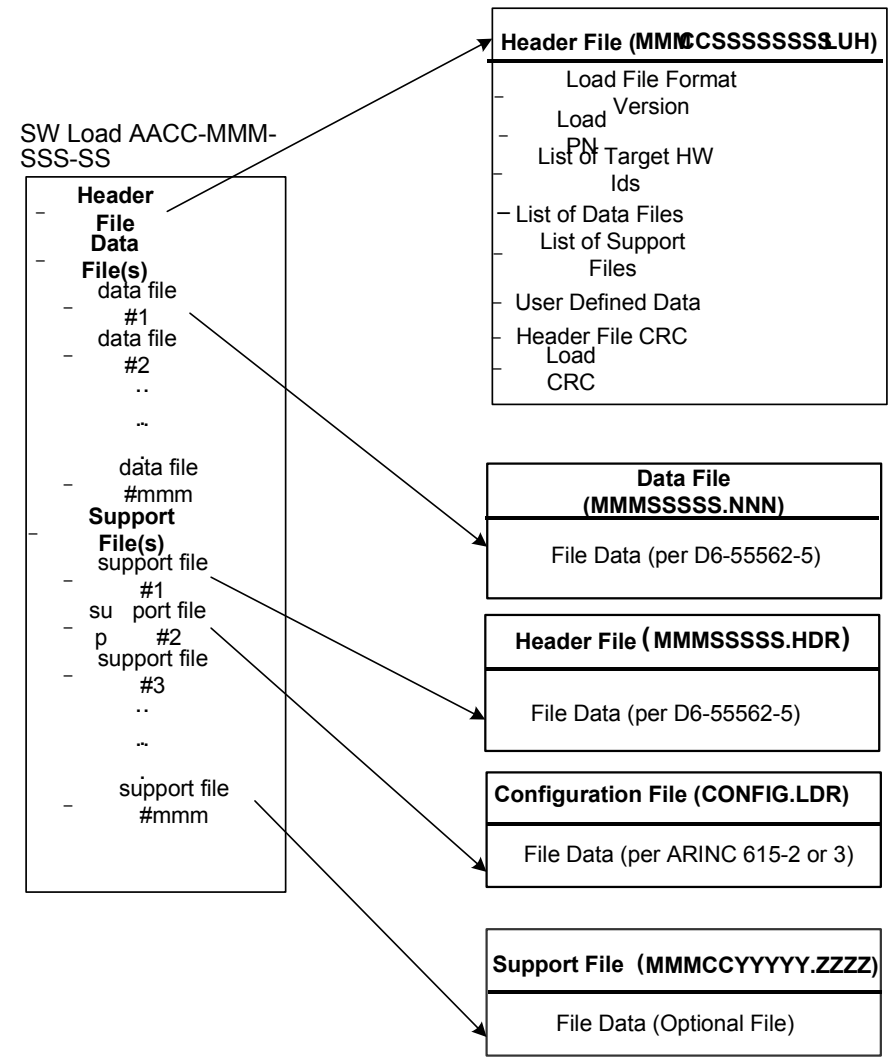 SW Load AACC-MMM-
SSS-SS
Header
File
Data
File(s)
data file
#1
data file
#2
..
...
.
data file
#mmm
Support
File(s)
support file
#1
su port file
p #2
support file
#3
..
...
.
support file
#mmm
Header File (MMMCCSSSSSSSS.LUH)
Load File Format
Version
Load
PN
List of Target HW
Ids
List of Data Files
List of Support
Files
User Defined Data
Header File CRC
Load
CRC
Data File
(MMMSSSSS.NNN)
File Data (per D6-55562-5)
Header File (MMMSSSSS.HDR)
File Data (per D6-55562-5)
Configuration File (CONFIG.LDR)
File Data (per ARINC 615-2 or 3)
Support File (MMMCCYYYYY.ZZZZ)
File Data (Optional File)